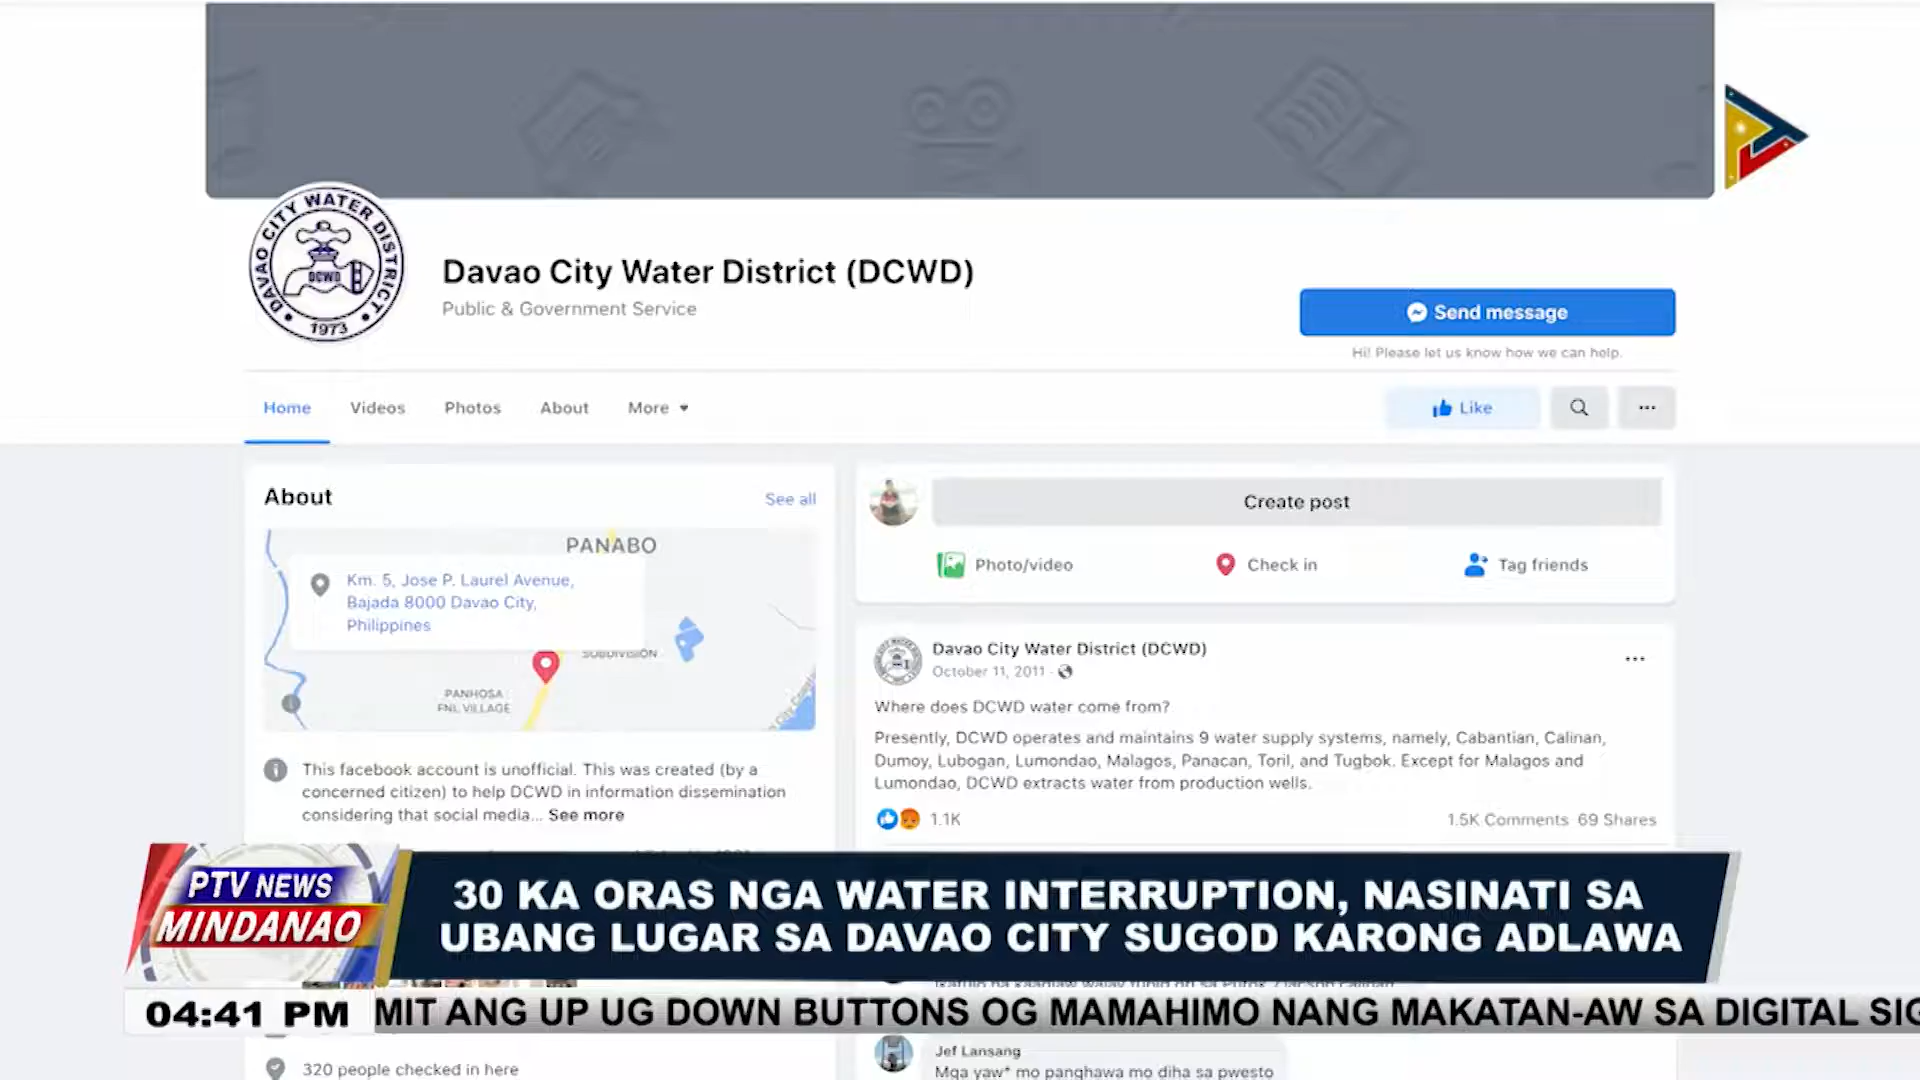 DAVAO CITY WATER DISTRICT
DCWD
1973
Davao City Water District (DCWD)
Public & Government Service
Send message
Hi! Please let us know how we can help.
Home
Videos
Photos
About
More
Like
About
See all
PANABO
Km. 5, Jose P. Laurel Avenue,
Bajada 8000 Davao City,
Philippines
SUBDIVISION
PANHOSA
FNL VILLAGE
This facebook account is unofficial. This was created (by a
concerned citizen) to help DCWD in information dissemination
considering that social media... See more
320 people checked in here
Create post
Photo/video
Check in
Tag friends
Davao City Water District (DCWD)
October 11, 2011
Where does DCWD water come from?
Presently, DCWD operates and maintains 9 water supply systems, namely, Cabantian, Calinan,
Dumoy, Lubogan, Lumondao, Malagos, Panacan, Toril, and Tugbok. Except for Malagos and
Lumondao, DCWD extracts water from production wells.
1.1K
1.5K Comments 69 Shares
Jef Lansang
Mga yaw* mo panghawa mo diha sa pwesto
PTV NEWS
MINDANAO
30 KA ORAS NGA WATER INTERRUPTION, NASINATI SA
UBANG LUGAR SA DAVAO CITY SUGOD KARONG ADLAWA
04:41 PM
MIT ANG UP UG DOWN BUTTONS OG MAMAHIMO NANG MAKATAN-AW SA DIGITAL SIG